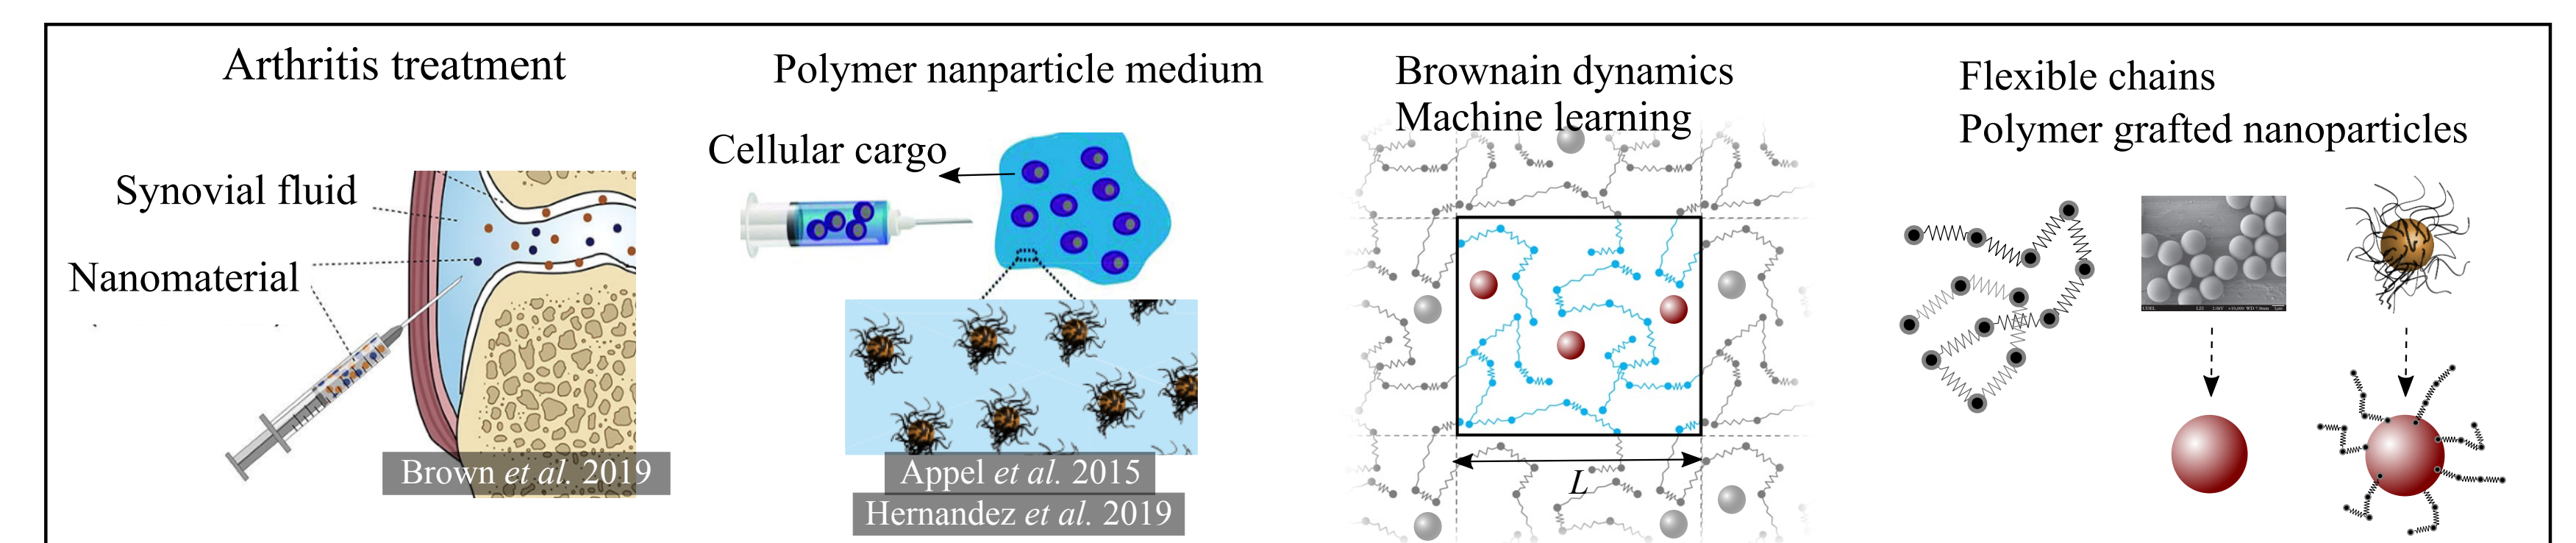 Arthritis treatment
Synovial fluid
Nanomaterial
Brown et al. 2019
Polymer nanparticle medium
Cellular cargo
Appel et al. 2015
Hernandez et al. 2019
Brownain dynamics
Machine learning
L
Flexible chains
Polymer grafted nanoparticles